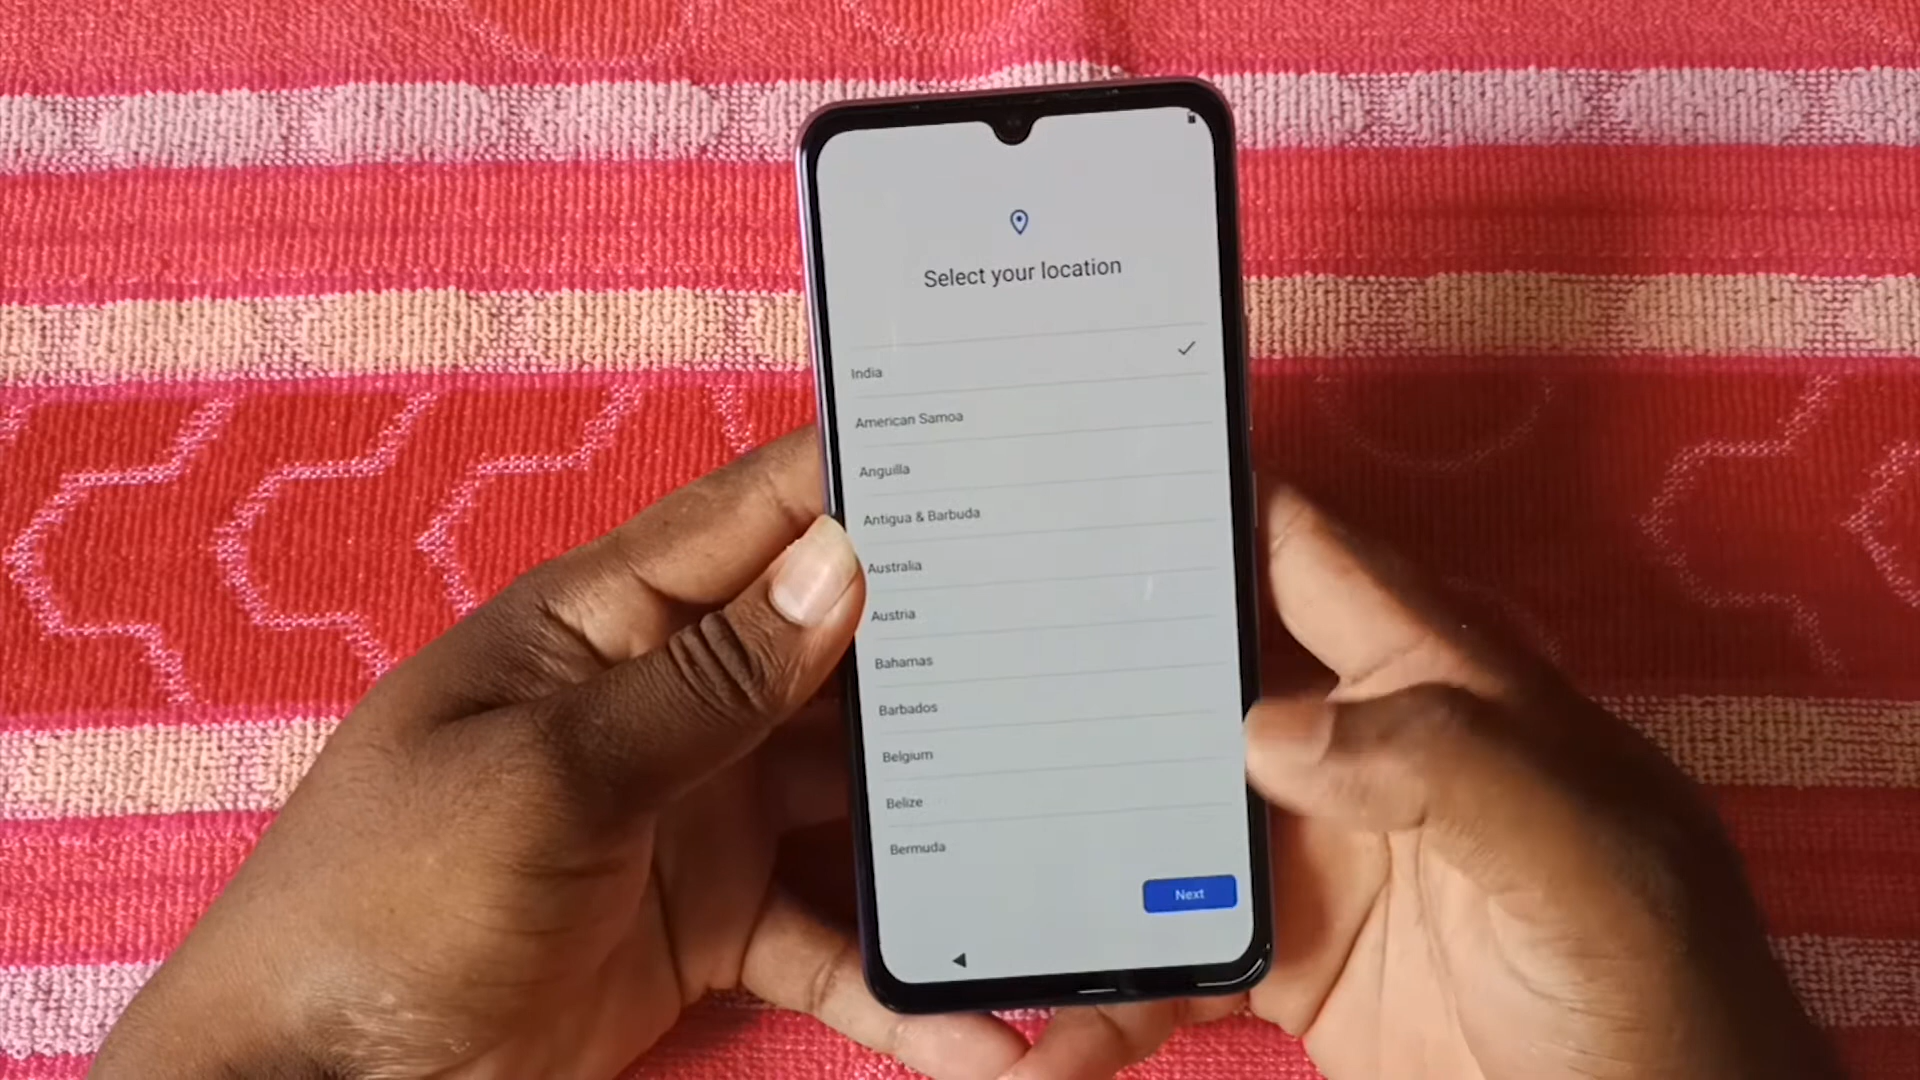 Select your location
India
American Samoa
Anguilla
Antigua & Barbuda
Australia
Austria
Bahamas
Barbados
Belgium
Belize
Bermuda
Next